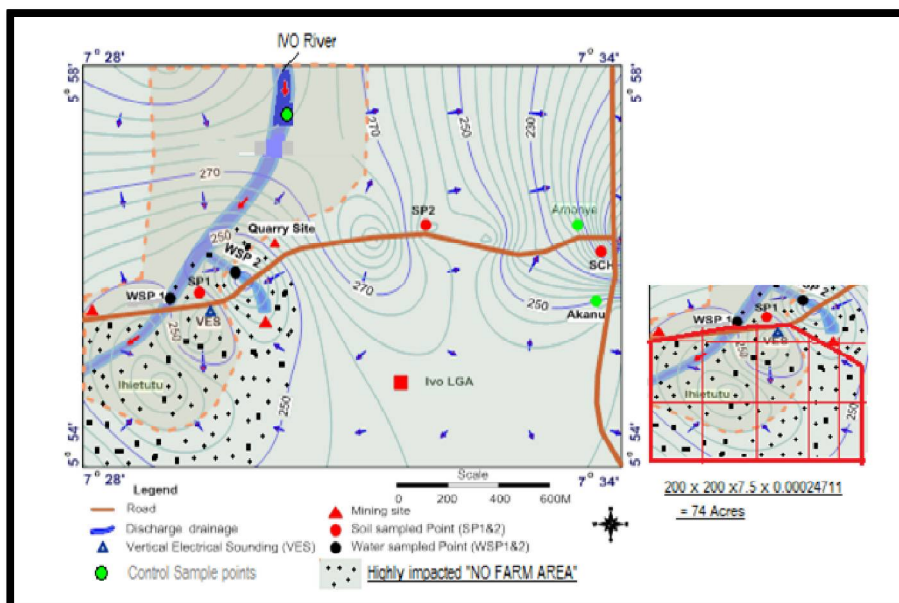 IVO River
7° 28'
7° 34'
5° 58'
5° 58'
270
250
230
270
Amanye
SP2
Quarry Site
250
WSP 2
SCH
270
SP1
WSP 1
250
Akanu
VES
250
Ihietutu
Ivo LGA
250
5° 54'
5° 54'
7° 28'
7° 34'
SP1
WSP 1
VES
250
Ihietutu
250
200 x 200 x7.5 x 0.00024711
= 74 Acres
Scale
0 200 400 600M
Legend
Road
Discharge drainage
Vertical Electrical Sounding (VES)
Control Sample points
Mining site
Soil sampled Point (SP1&2)
Water sampled Point (WSP1&2)
Highly impacted "NO FARM AREA"